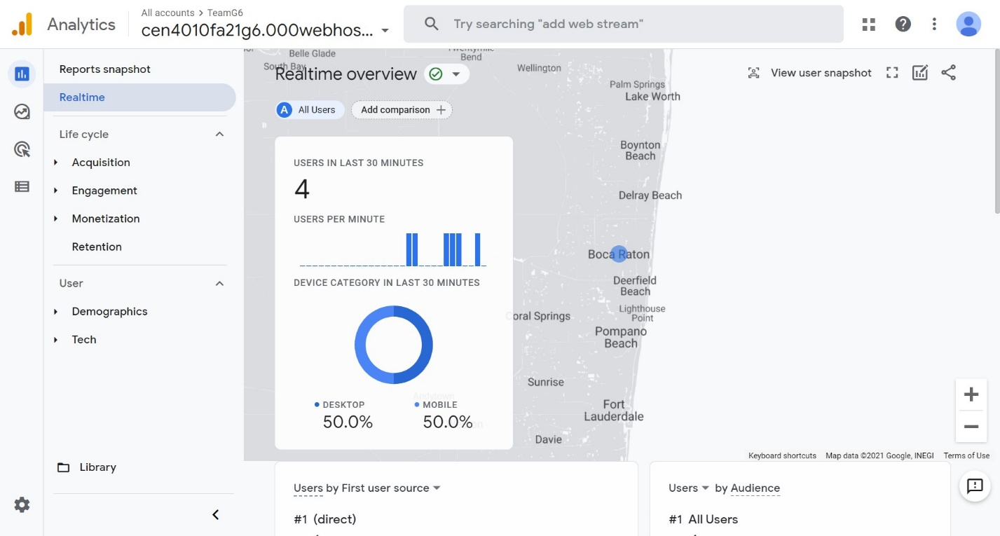 Analytics
All accounts > TeamG6
cen4010fa21g6.000webhos...
Try searching "add web stream"
Reports snapshot
Realtime
Life cycle
Acquisition
Engagement
Monetization
Retention
User
Demographics
Tech
Library
Realtime overview
View user snapshot
A All Users
Add comparison +
USERS IN LAST 30 MINUTES
4
USERS PER MINUTE
DEVICE CATEGORY IN LAST 30 MINUTES
DESKTOP
50.0%
MOBILE
50.0%
Belle Glade
South Bay
Twentymile
Bend
Wellington
Palm Springs
Lake Worth
Boynton
Beach
Delray Beach
Boca Raton
Deerfield
Beach
Lighthouse
Point
Coral Springs
Pompano
Beach
Sunrise
Andytown
Fort
Lauderdale
Davie
Keyboard shortcuts
Map data ©2021 Google, INEGI
Terms of Use
Users by First user source
#1 (direct)
Users by Audience
#1 All Users